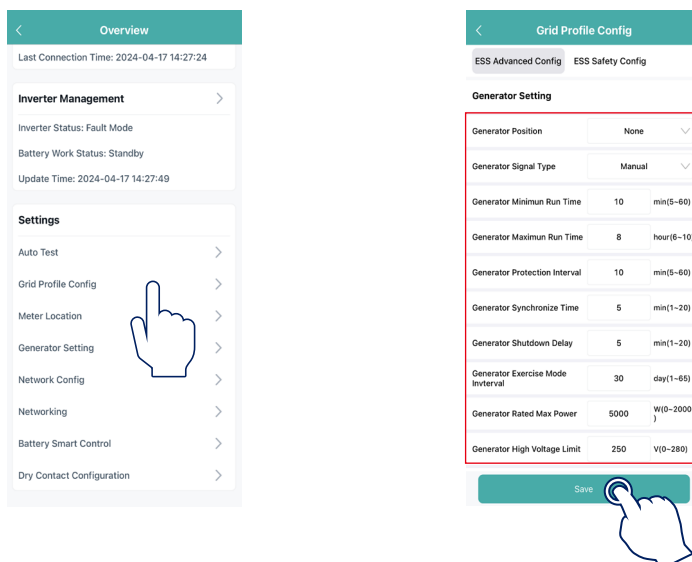 Overview
Last Connection Time: 2024-04-17 14:27:24
Inverter Management
Inverter Status: Fault Mode
Battery Work Status: Standby
Update Time: 2024-04-17 14:27:49
Settings
Auto Test
Grid Profile Config
Meter Location
Generator Setting
Network Config
Networking
Battery Smart Control
Dry Contact Configuration
Grid Profile Config
ESS Advanced Config ESS Safety Config
Generator Setting
Generator Position None
Generator Signal Type Manual
Generator Minimun Run Time 10 min(5~60)
Generator Maximun Run Time 8 hour(6~10)
Generator Protection Interval 10 min(5~60)
Generator Synchronize Time 5 min(1~20)
Generator Shutdown Delay 5 min(1~20)
Generator Exercise Mode
Invterval 30 day(1~65)
Generator Rated Max Power 5000 W(0~2000
)
Generator High Voltage Limit 250 V(0~280)
Save